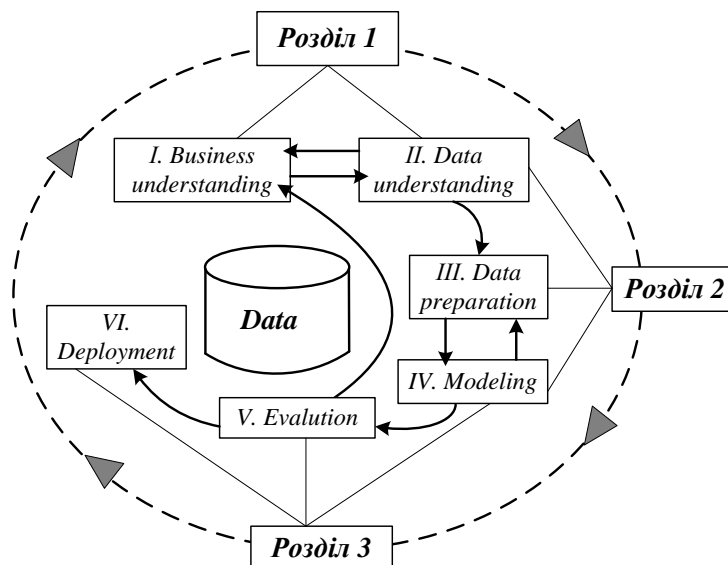 Розділ 1
I. Business
understanding
II. Data
understanding
III. Data
preparation
Розділ 2
Data
VI.
Deployment
IV. Modeling
V. Evalution
Розділ 3